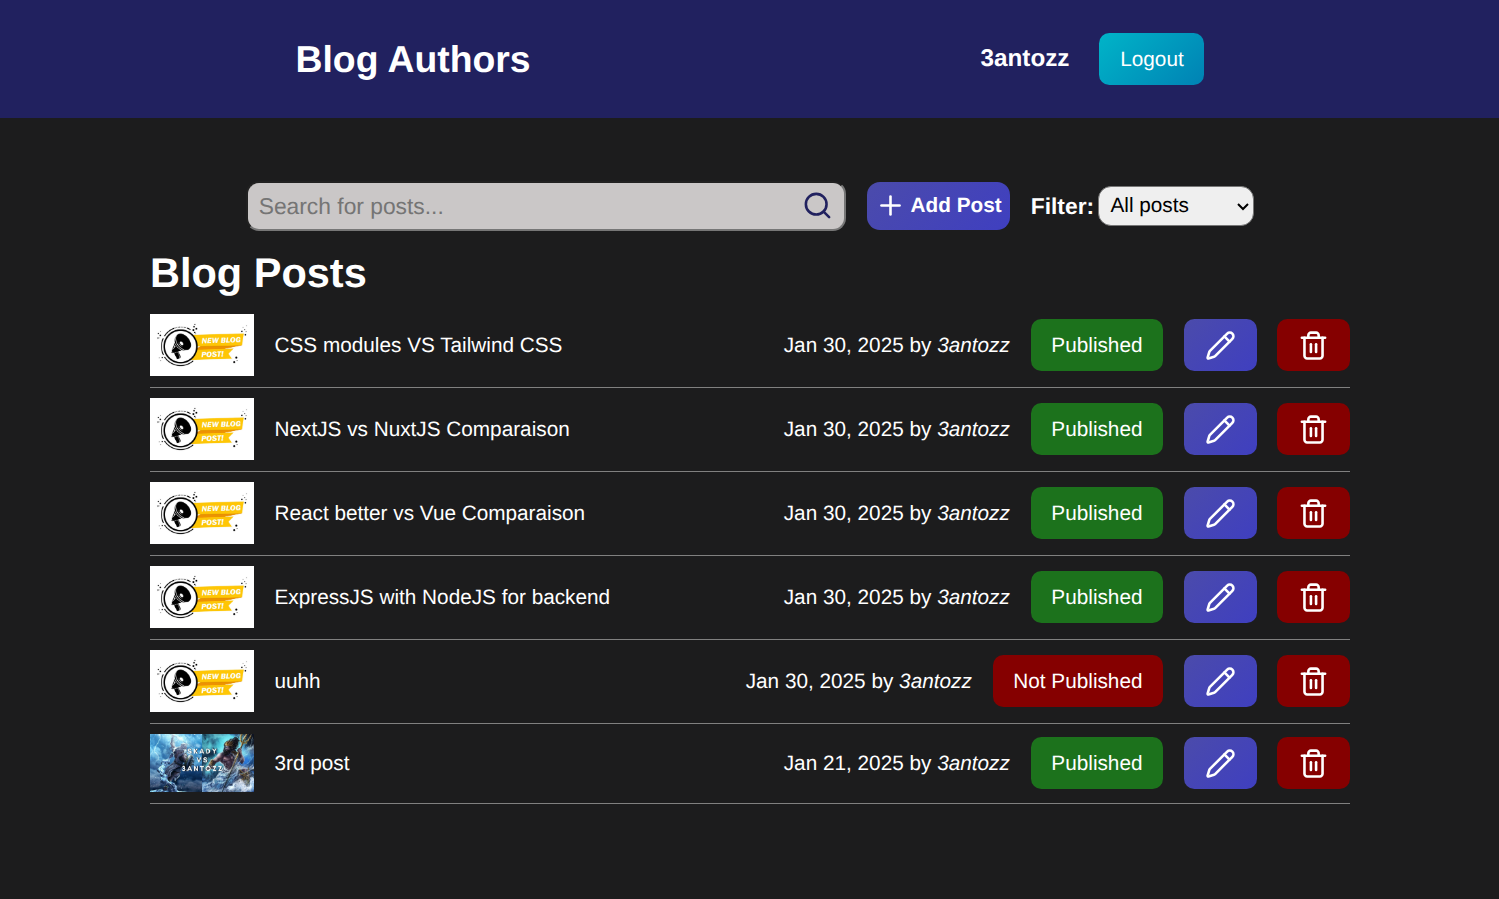 Blog Authors
3antozz
Logout
Search for posts...
Add Post
Filter:
All posts
Blog Posts
NEW BLOG
POST!
CSS modules VS Tailwind CSS
Jan 30, 2025 by 3antozz
Published
NEW BLOG
POST!
NextJS vs NuxtJS Comparaison
Jan 30, 2025 by 3antozz
Published
NEW BLOG
POST!
React better vs Vue Comparaison
Jan 30, 2025 by 3antozz
Published
NEW BLOG
POST!
ExpressJS with NodeJS for backend
Jan 30, 2025 by 3antozz
Published
NEW BLOG
POST!
uuhh
Jan 30, 2025 by 3antozz
Not Published
SKADY
VS
3ANTOZZ
3rd post
Jan 21, 2025 by 3antozz
Published